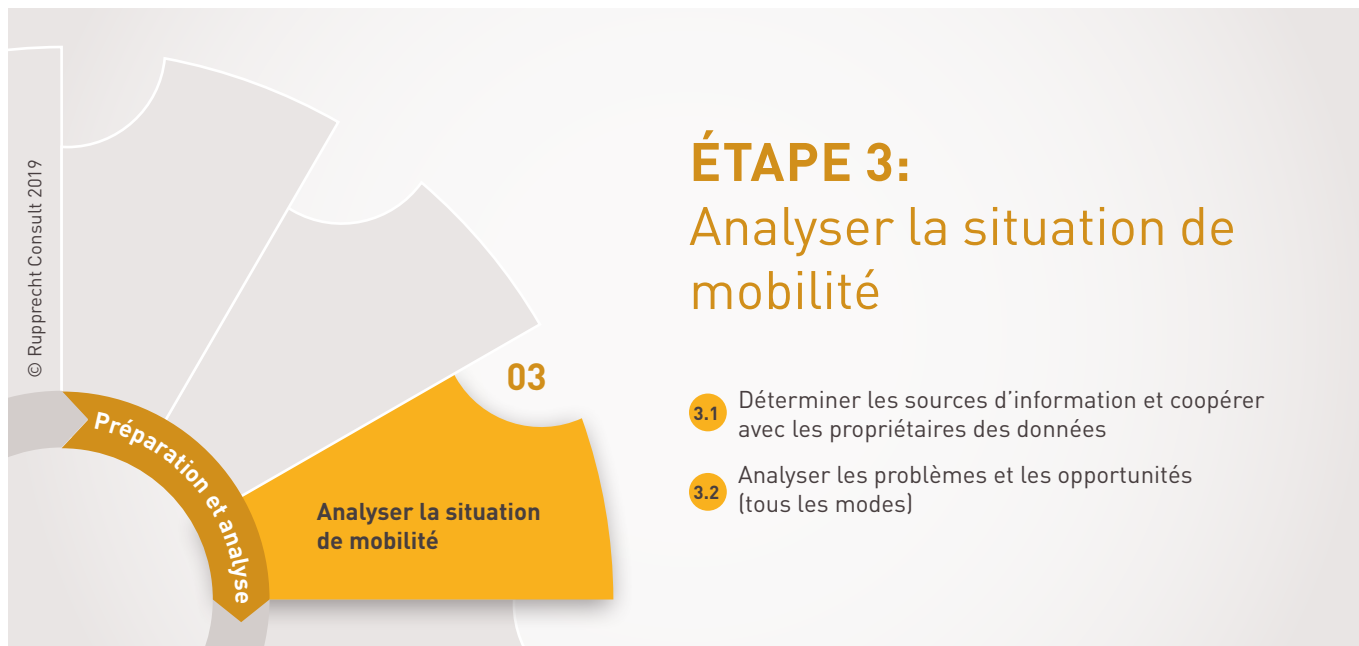 © Rupprecht Consult 2019
Préparation et analyse
03
Analyser la situation
de mobilité
ÉTAPE 3:
Analyser la situation de
mobilité
3.1
Déterminer les sources d’information et coopérer
avec les propriétaires des données
3.2
Analyser les problèmes et les opportunités
(tous les modes)